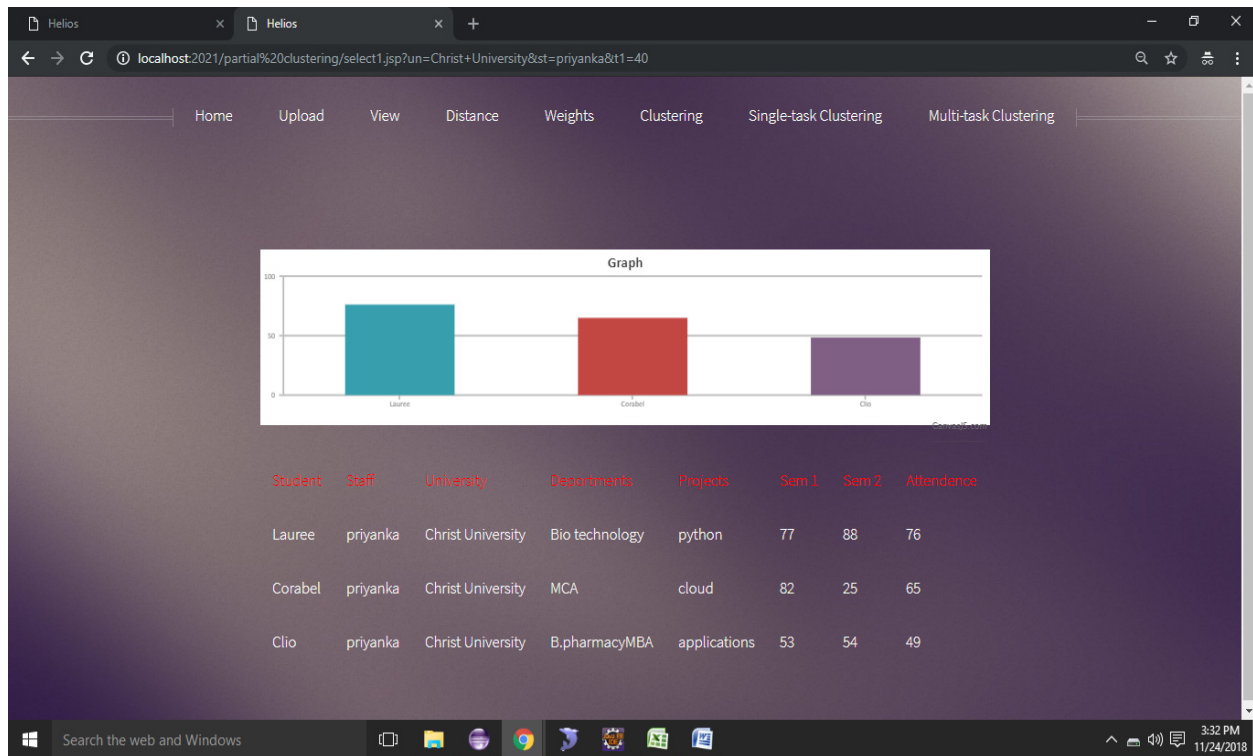 Helios
Helios
localhost:2021/partial%20clustering/select1.jsp?un=Christ+University&st=priyanka&t1=40
Home Upload View Distance Weights Clustering Single-task Clustering Multi-task Clustering
Graph
100
50
0
Lauree Corabel Clio
CanvasJS.com
Student Staff University Departments Projects Sem 1 Sem 2 Attendence
Lauree priyanka Christ University Bio technology python 77 88 76
Corabel priyanka Christ University MCA cloud 82 25 65
Clio priyanka Christ University B.pharmacyMBA applications 53 54 49
Search the web and Windows
3:32 PM
11/24/2018